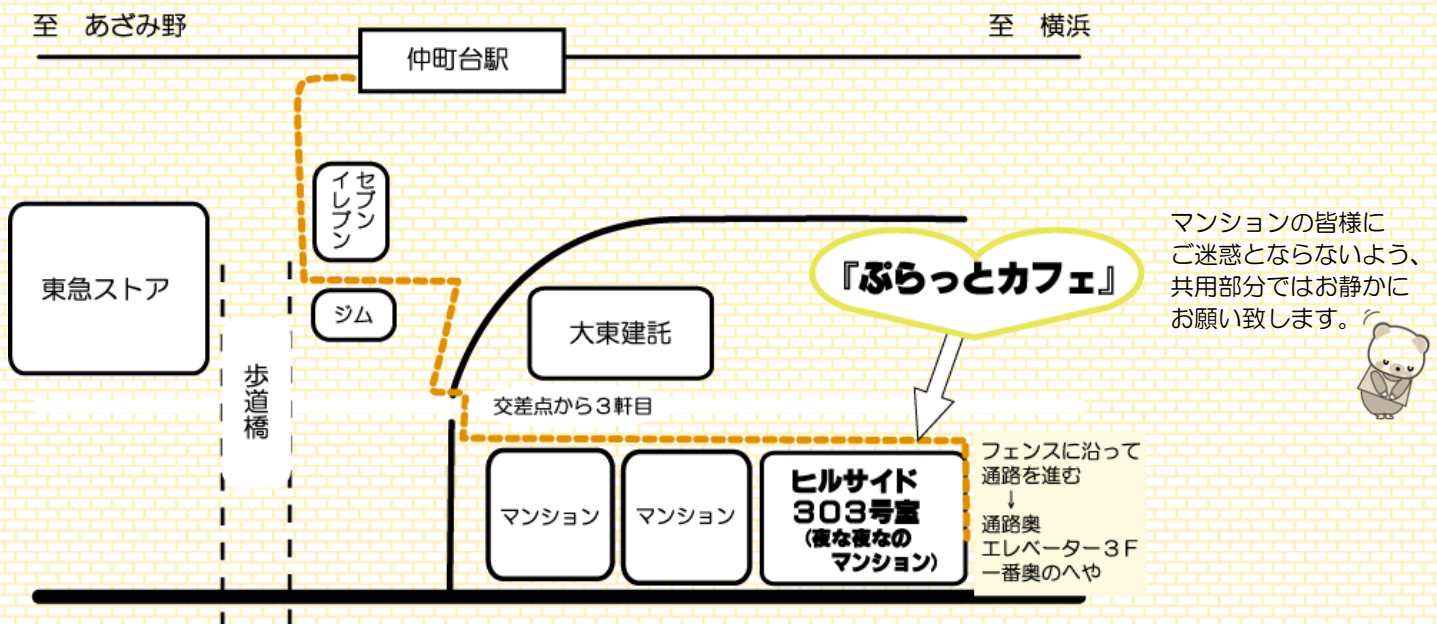 至　あざみ野
至　横浜
仲町台駅
セブン
イレブン
東急ストア
ジム
歩道橋
大東建託
『ぷらっとカフェ』
マンションの皆様に
ご迷惑とならないよう、
共用部分ではお静かに
お願い致します。
交差点から３軒目
マンション
マンション
ヒルサイド
３０３号室
(夜な夜なの
マンション)
フェンスに沿って
通路を進む
↓
通路奥
エレベーター３Ｆ
一番奥のへや